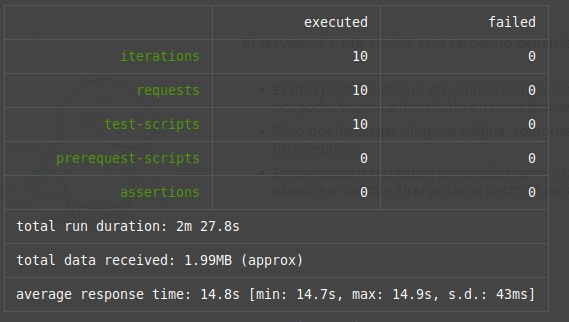 executed failed
iterations 10 0
requests 10 0
test-scripts 10 0
prerequest-scripts 0 0
assertions 0 0
total run duration: 2m 27.8s
total data received: 1.99MB (approx)
average response time: 14.8s [min: 14.7s, max: 14.9s, s.d.: 43ms]